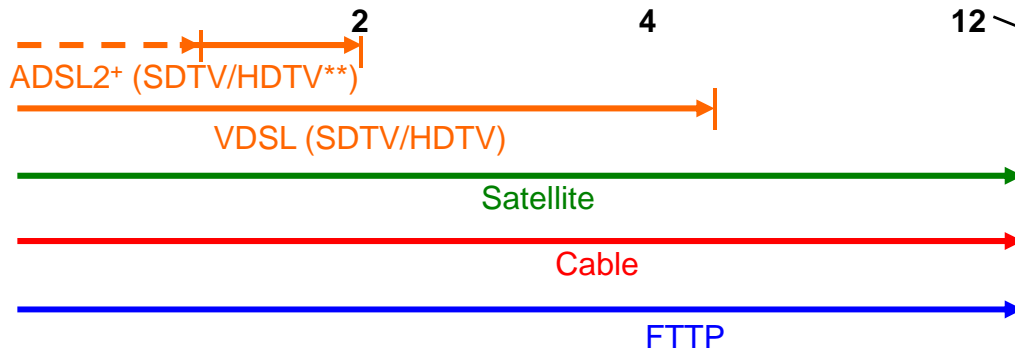 2 4 12
ADSL2⁺ (SDTV/HDTV**)
VDSL (SDTV/HDTV)
Satellite
Cable
FTTP